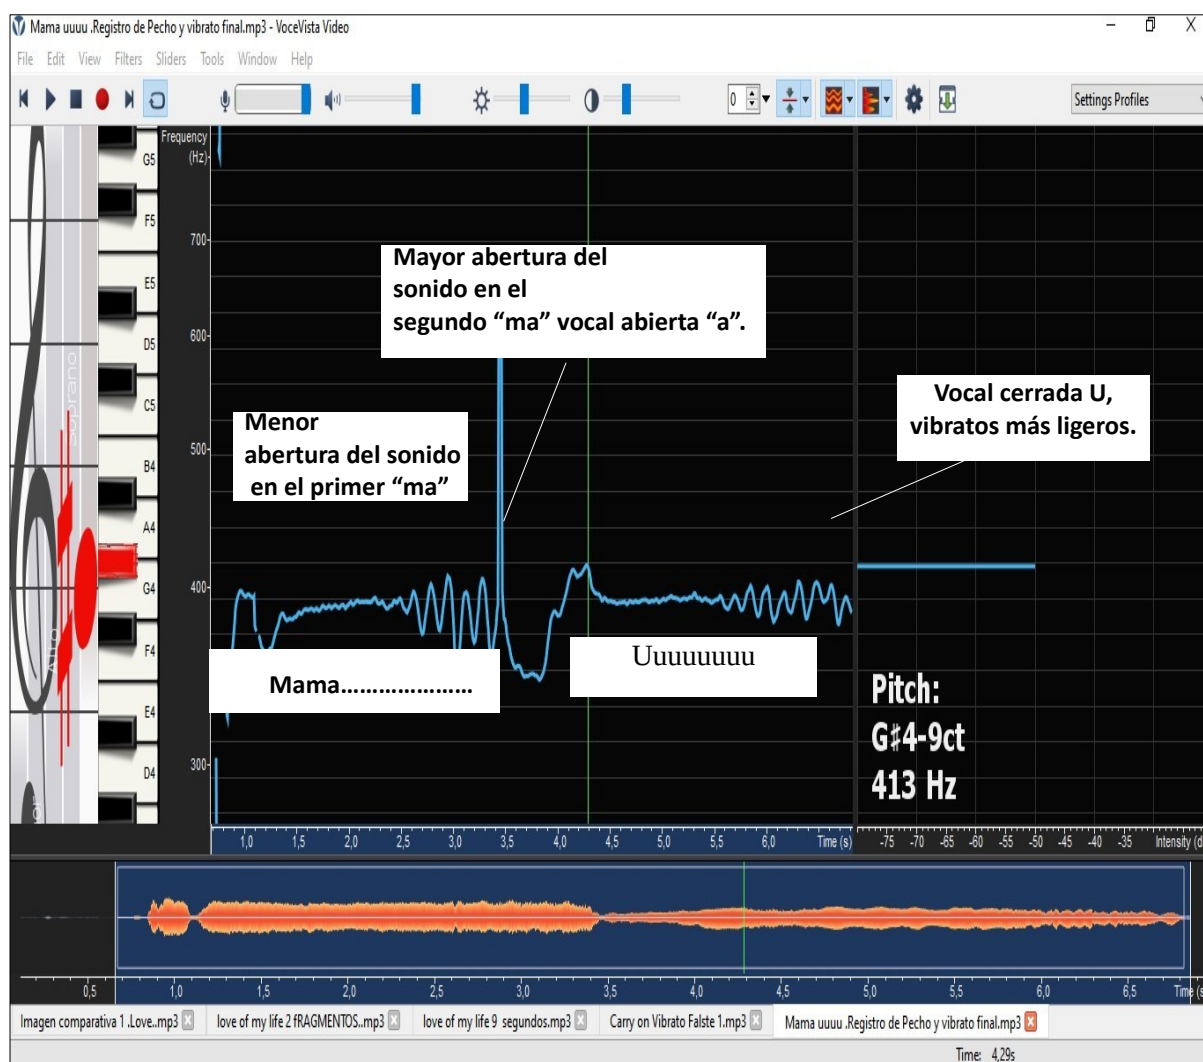 Mama uuuu .Registro de Pecho y vibrato final.mp3 - VoceVista Video
File Edit View Filters Sliders Tools Window Help
0
Settings Profiles
Frequency
(Hz)
G5
F5
E5
D5
C5
B4
A4
G4
F4
E4
D4
Soprano
Alto
700
600
500
400
300
Mayor abertura del
sonido en el
segundo “ma” vocal abierta “a”.
Menor
abertura del sonido
en el primer “ma”
Vocal cerrada U,
vibratos más ligeros.
Mama.......................
Uuuuuuuu
Pitch:
G♯4-9ct
413 Hz
1,0 1,5 2,0 2,5 3,0 3,5 4,0 4,5 5,0 5,5 6,0 Time (s)
-75 -70 -65 -60 -55 -50 -45 -40 -35 Intensity (d
0,5 1,0 1,5 2,0 2,5 3,0 3,5 4,0 4,5 5,0 5,5 6,0 6,5 Time (s
Imagen comparativa 1 .Love..mp3 love of my life 2 fRAGMENTOS..mp3 love of my life 9 segundos.mp3 Carry on Vibrato Falste 1.mp3 Mama uuuu .Registro de Pecho y vibrato final.mp3
Time: 4,29s